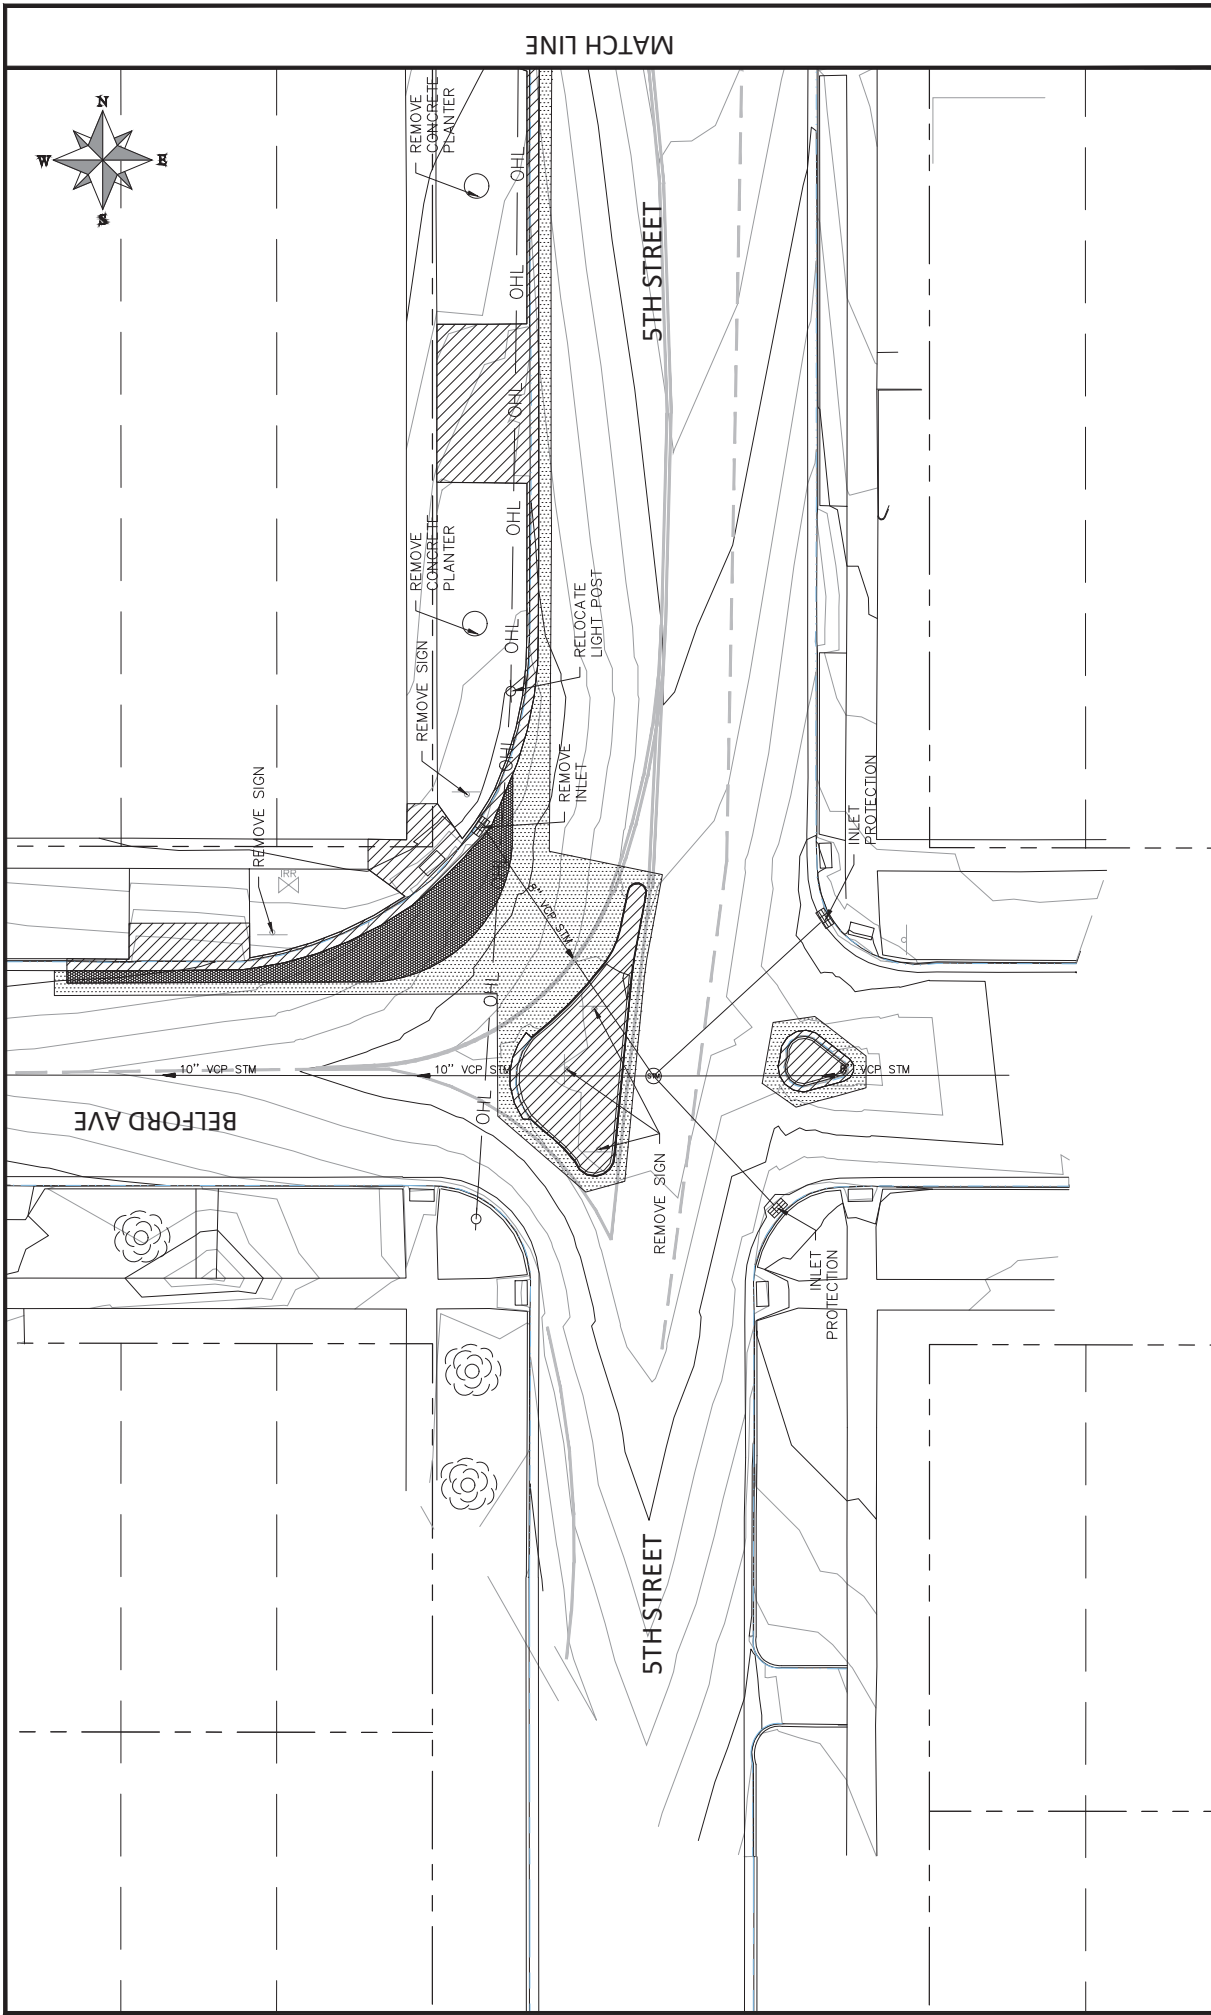 MATCH LINE
N
W
E
S
REMOVE
CONCRETE
PLANTER
OHL
5TH STREET
OHL
OHL
REMOVE
CONCRETE
PLANTER
OHL
RELOCATE
LIGHT POST
OHL
REMOVE SIGN
OHL
REMOVE
INLET
REMOVE SIGN
INLET
PROTECTION
IRR
OHL
8" VCP STM
OHL
10'' VCP STM
10'' VCP STM
STM
VCP STM
BELFORD AVE
OHL
REMOVE SIGN
INLET
PROTECTION
5TH STREET